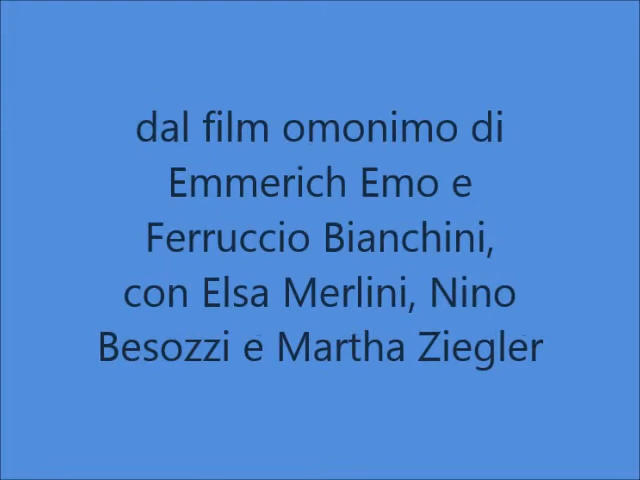 dal film omonimo di
Emmerich Emo e
Ferruccio Bianchini,
con Elsa Merlini, Nino
Besozzi e Martha Ziegler